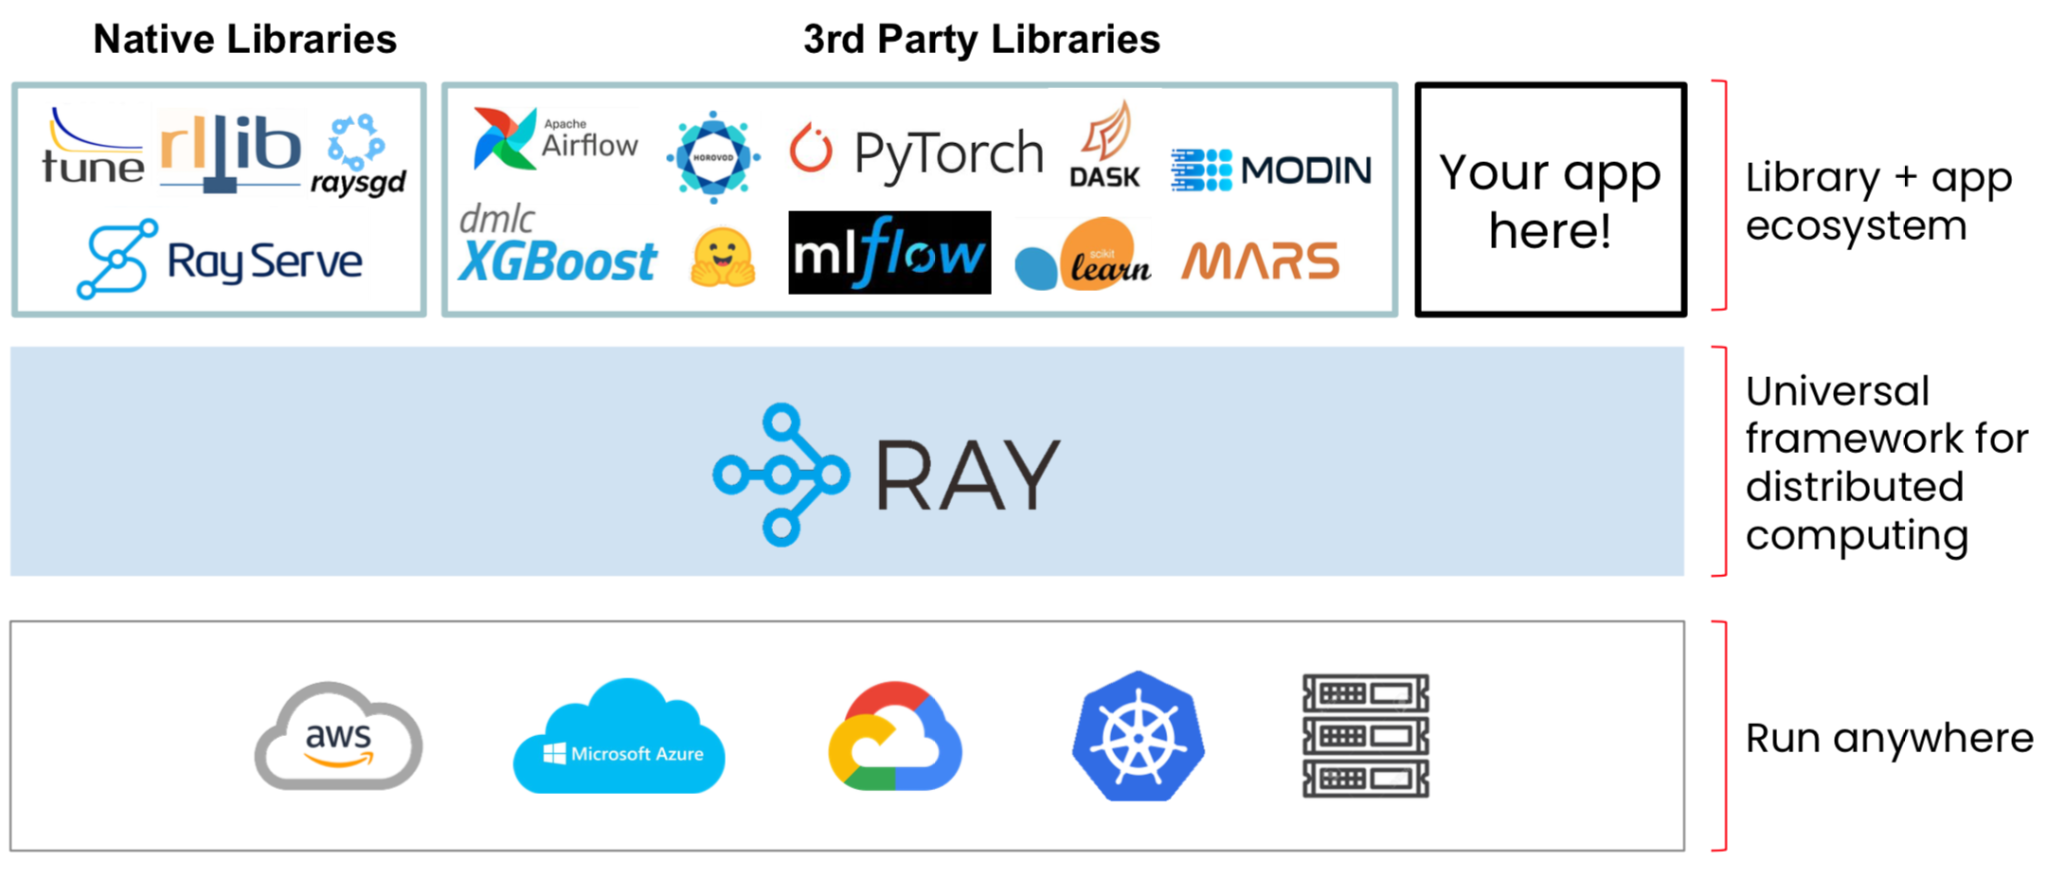 Native Libraries
3rd Party Libraries
tune
rllib
raysgd
Ray Serve
Apache
Airflow
HOROVOD
PyTorch
DASK
MODIN
dmlc
XGBoost
mlflow
scikit
learn
MARS
Your app
here!
Library + app
ecosystem
RAY
Universal
framework for
distributed
computing
aws
Microsoft Azure
Run anywhere